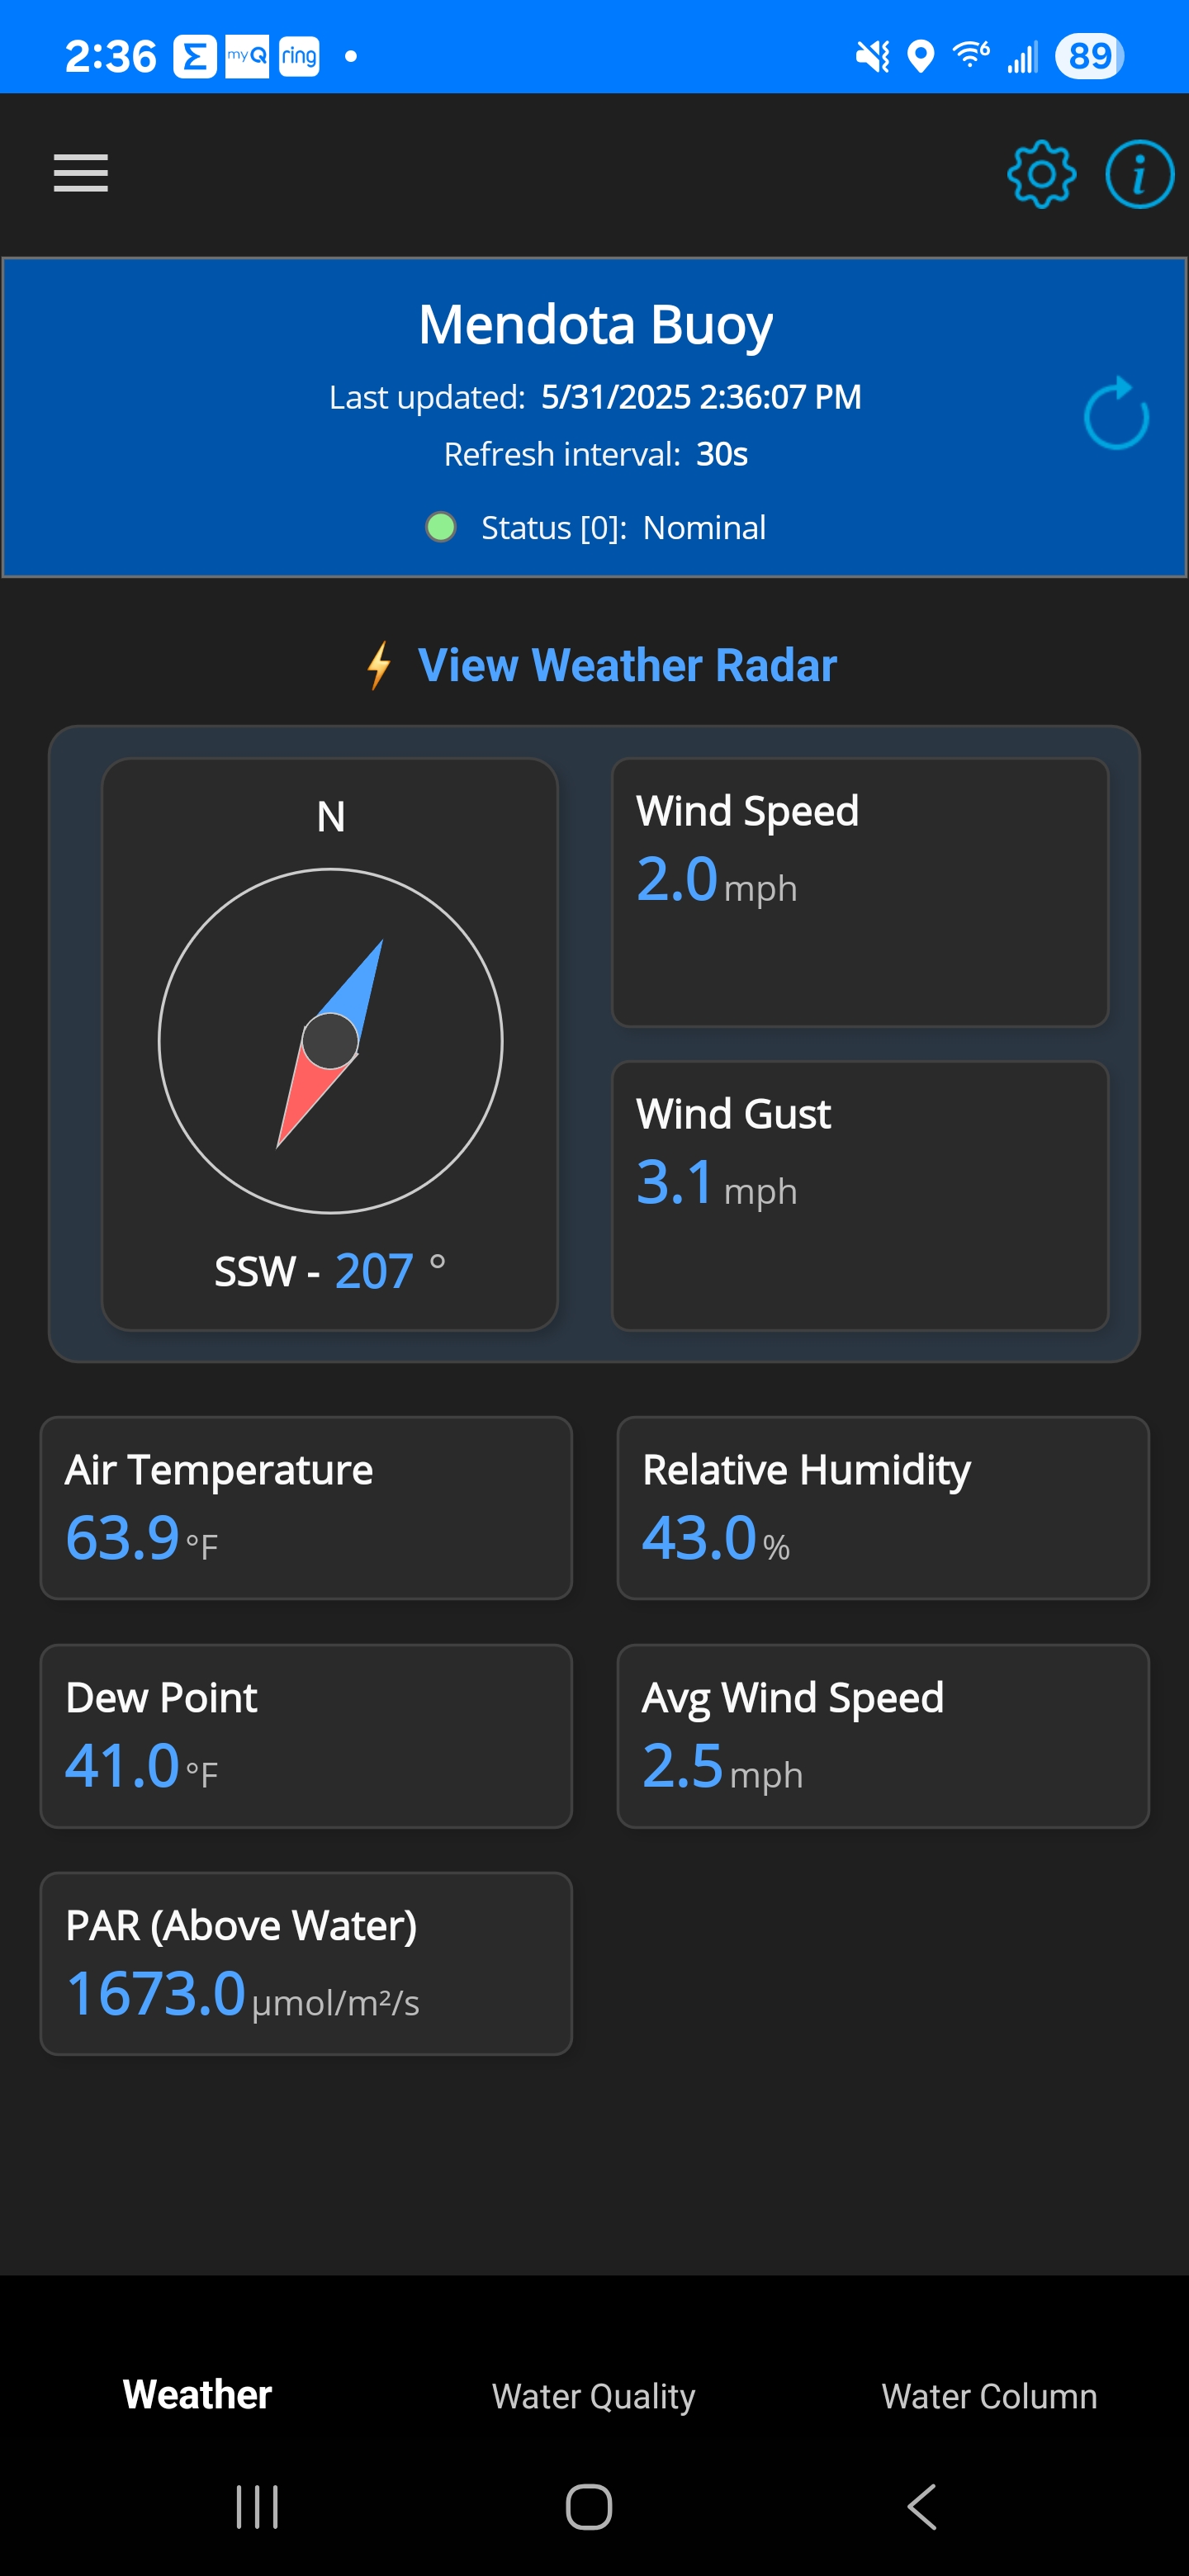 2:36 Σ myQ ring 6 89
i
Mendota Buoy
Last updated: 5/31/2025 2:36:07 PM
Refresh interval: 30s
Status [0]: Nominal
⚡ View Weather Radar
N
SSW - 207 °
Wind Speed
2.0 mph
Wind Gust
3.1 mph
Air Temperature
63.9 °F
Relative Humidity
43.0 %
Dew Point
41.0 °F
Avg Wind Speed
2.5 mph
PAR (Above Water)
1673.0 µmol/m²/s
Weather
Water Quality
Water Column